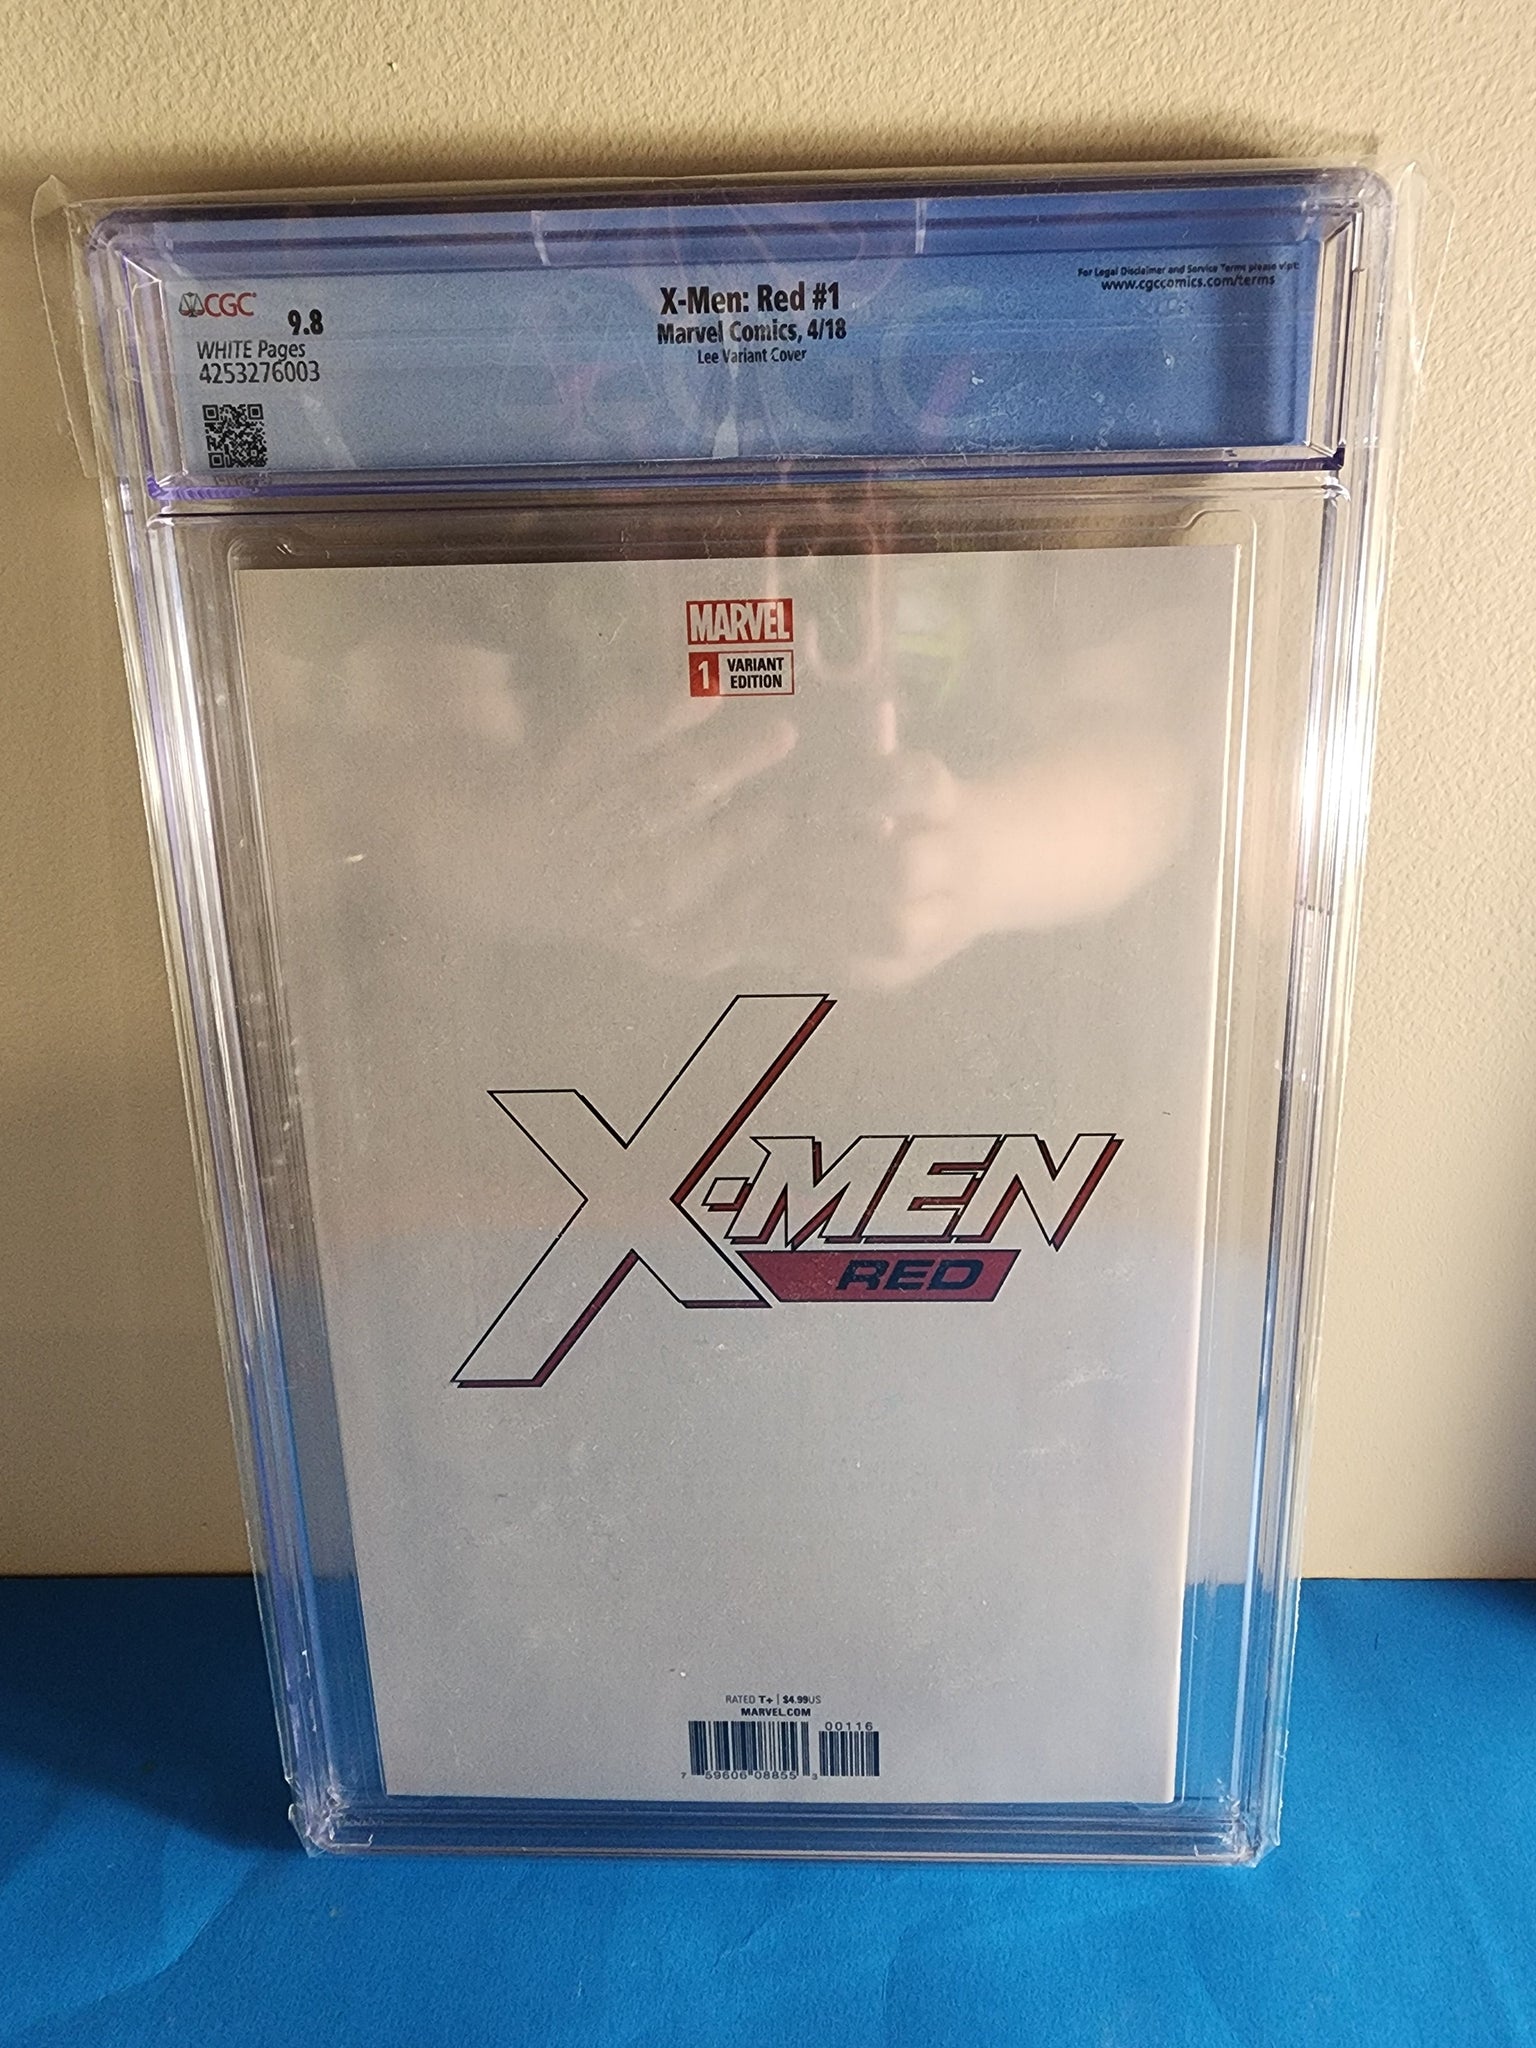 CGC
9.8
WHITE Pages
4253276003
X-Men: Red #1
Marvel Comics, 4/18
Lee Variant Cover
For Legal Disclaimer and Service Terms please visit:
www.cgccomics.com/terms
MARVEL
1 VARIANT
EDITION
X-MEN
RED
RATED T+ | $4.99US
MARVEL.COM
00116
7 59606 08855 3